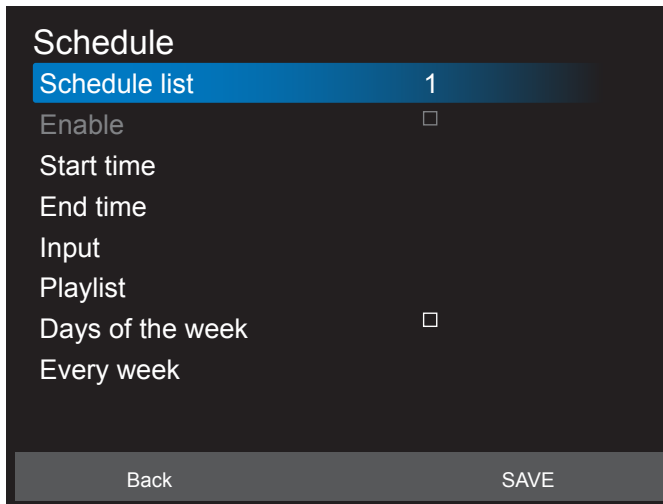 Schedule
Schedule list 1
Enable ☐
Start time
End time
Input
Playlist
Days of the week ☐
Every week
Back SAVE